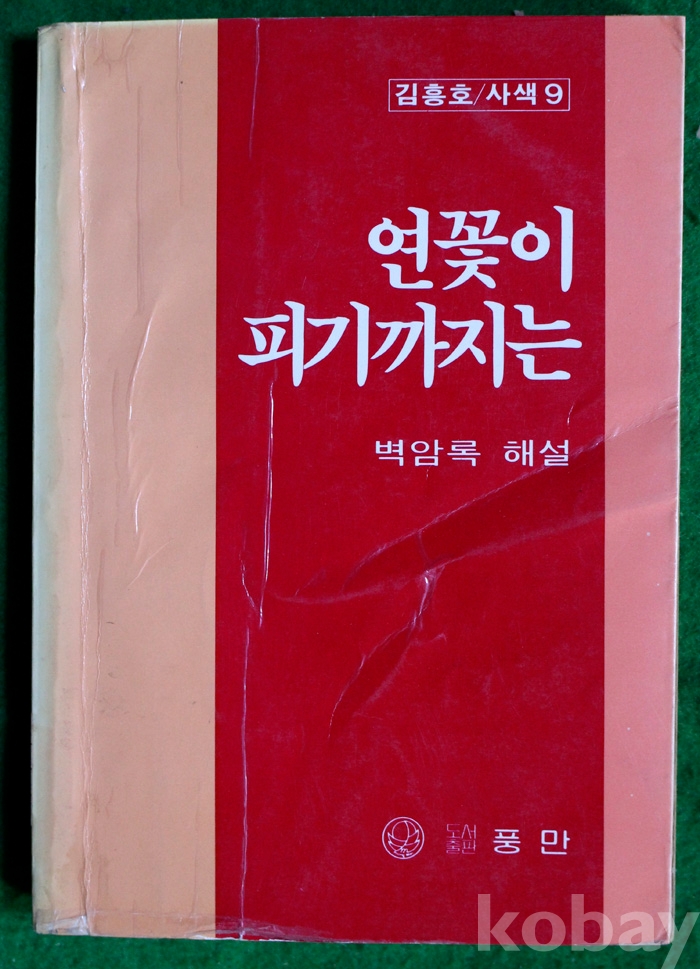 김흥호/사색 9
연꽃이
피기까지는
벽암록 해설
도서출판 풍만
kobay